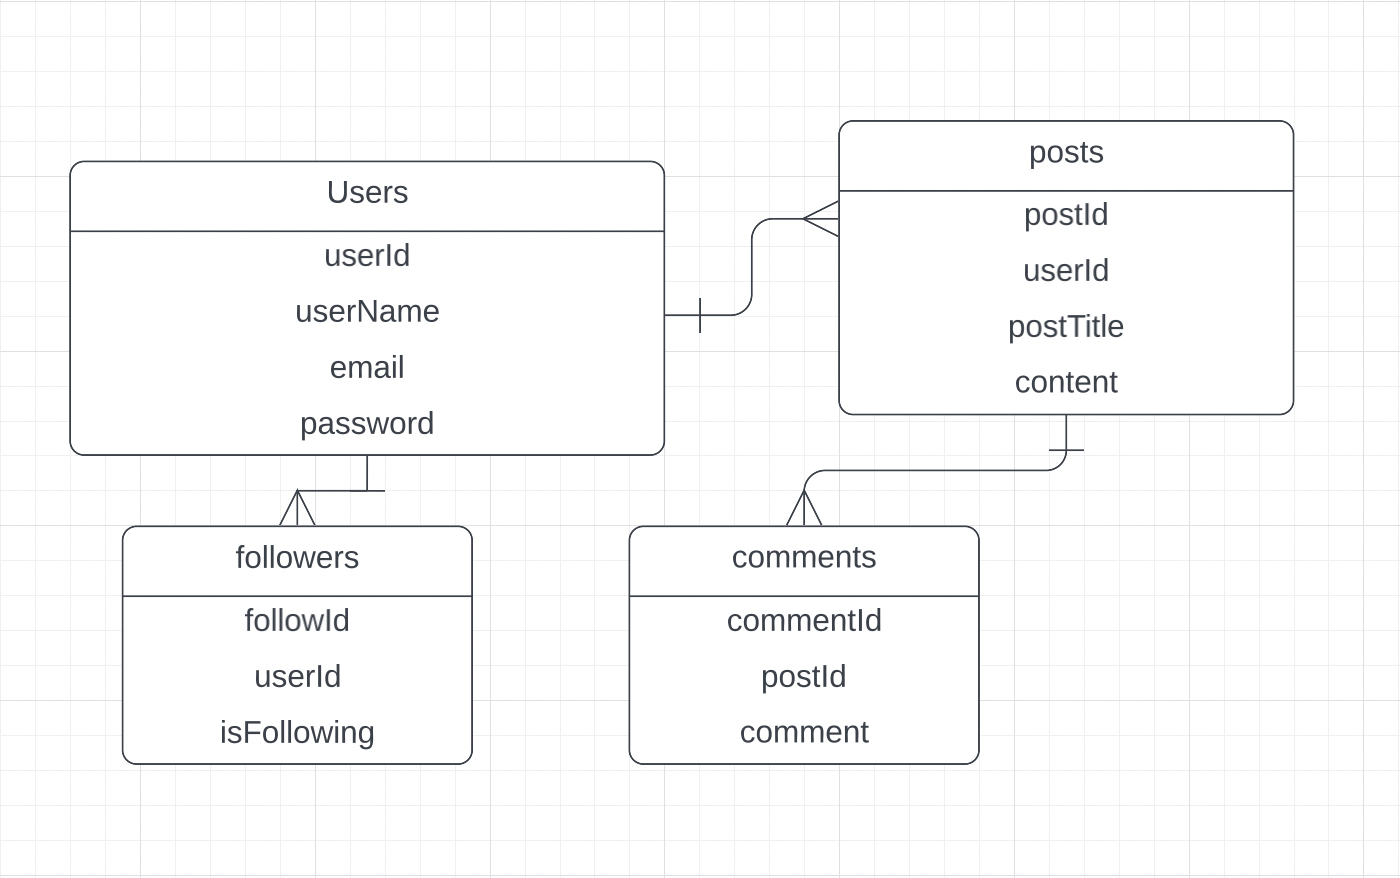 Users
userId
userName
email
password
posts
postId
userId
postTitle
content
followers
followId
userId
isFollowing
comments
commentId
postId
comment